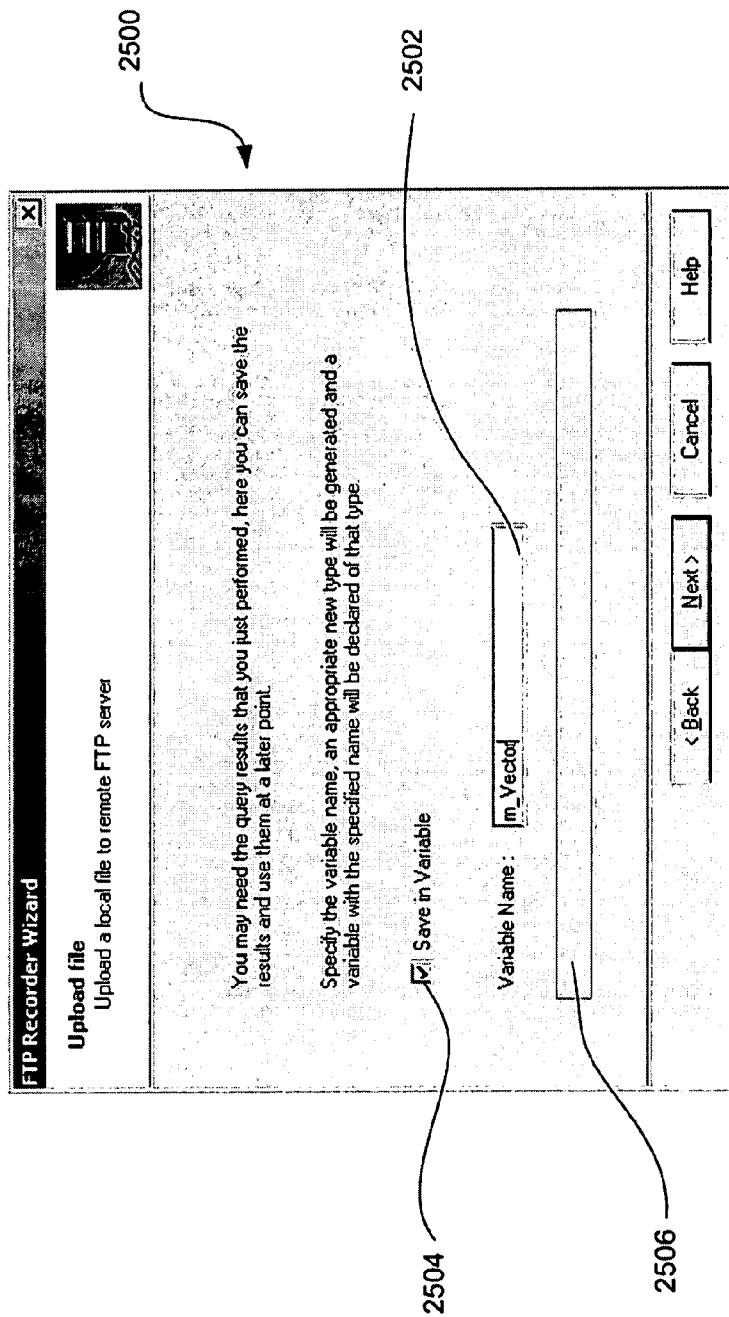 FTP Recorder Wizard
Upload file
Upload a local file to remote FTP server
You may need the query results that you just performed, here you can save the
results and use them at a later point.
Specify the variable name, an appropriate new type will be generated and a
variable with the specified name will be declared of that type.
Save in Variable
Variable Name : m_Vector
< Back
Next >
Cancel
Help
2500
2502
2504
2506